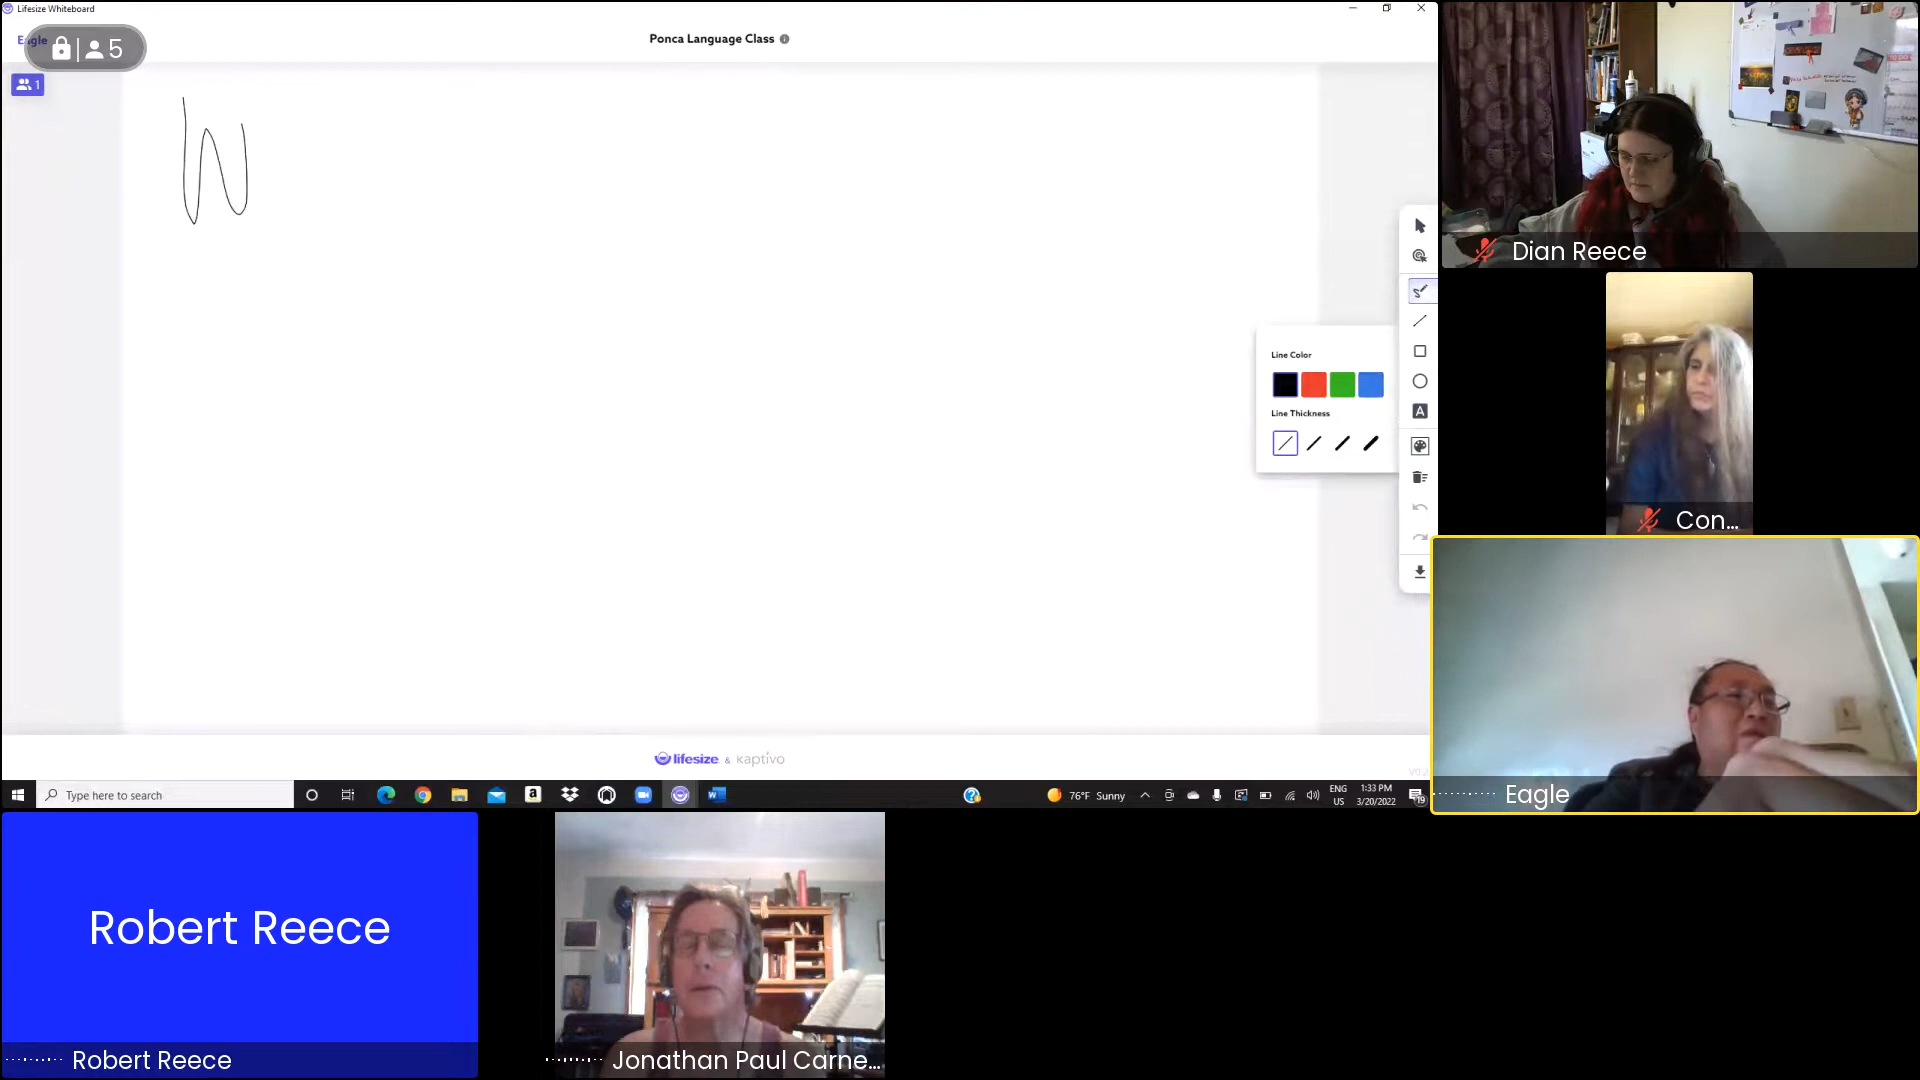 Lifesize Whiteboard
Eagle
5
Ponca Language Class
1
W
Line Color
Line Thickness
A
lifesize & kaptivo
Type here to search
76°F Sunny
ENG
US
1:33 PM
3/20/2022
19
Dian Reece
Con...
Eagle
Robert Reece
Robert Reece
Jonathan Paul Carne...